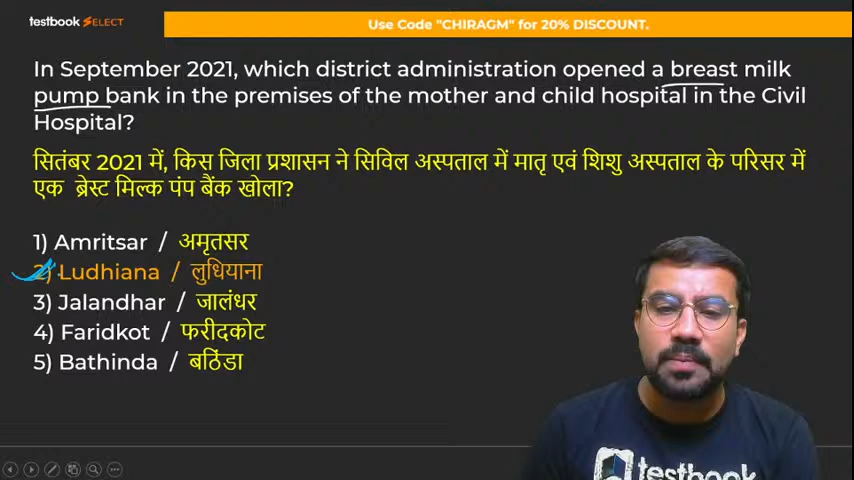 testbook SELECT
Use Code "CHIRAGM" for 20% DISCOUNT.
In September 2021, which district administration opened a breast milk
pump bank in the premises of the mother and child hospital in the Civil
Hospital?
सितंबर 2021 में, किस जिला प्रशासन ने सिविल अस्पताल में मातृ एवं शिशु अस्पताल के परिसर में
एक ब्रेस्ट मिल्क पंप बैंक खोला?
1) Amritsar / अमृतसर
2) Ludhiana / लुधियाना
3) Jalandhar / जालंधर
4) Faridkot / फरीदकोट
5) Bathinda / बठिंडा
testbook